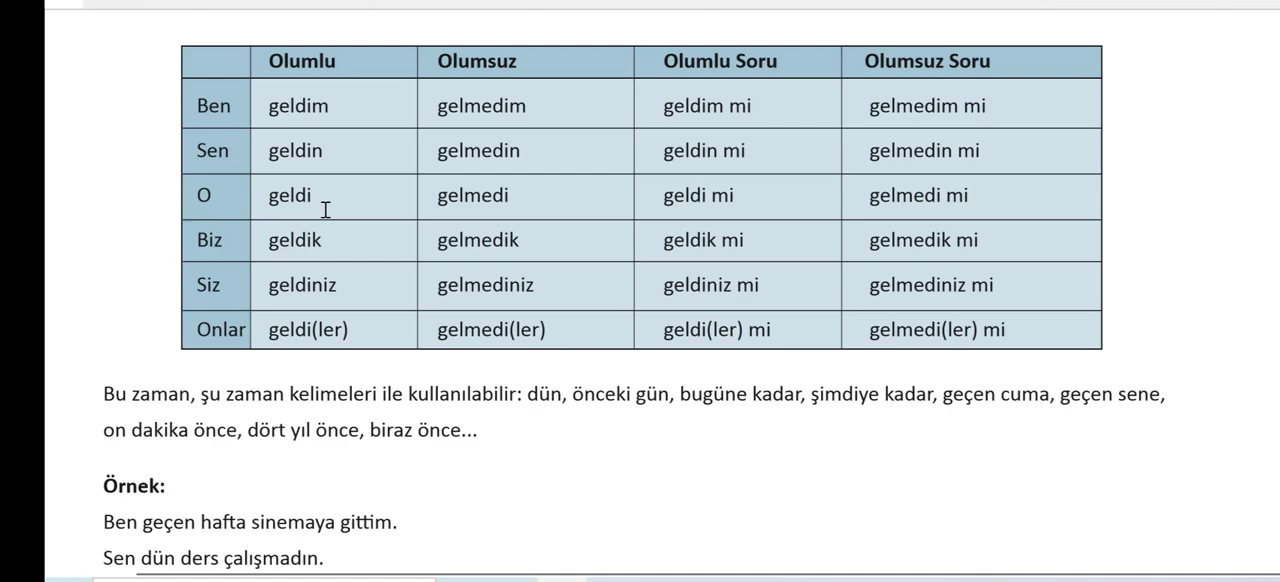 Olumlu Olumsuz Olumlu Soru Olumsuz Soru
Ben geldim gelmedim geldim mi gelmedim mi
Sen geldin gelmedin geldin mi gelmedin mi
O geldi gelmedi geldi mi gelmedi mi
Biz geldik gelmedik geldik mi gelmedik mi
Siz geldiniz gelmediniz geldiniz mi gelmediniz mi
Onlar geldi(ler) gelmedi(ler) geldi(ler) mi gelmedi(ler) mi
Bu zaman, şu zaman kelimeleri ile kullanılabilir: dün, önceki gün, bugüne kadar, şimdiye kadar, geçen cuma, geçen sene,
on dakika önce, dört yıl önce, biraz önce...
Örnek:
Ben geçen hafta sinemaya gittim.
Sen dün ders çalışmadın.